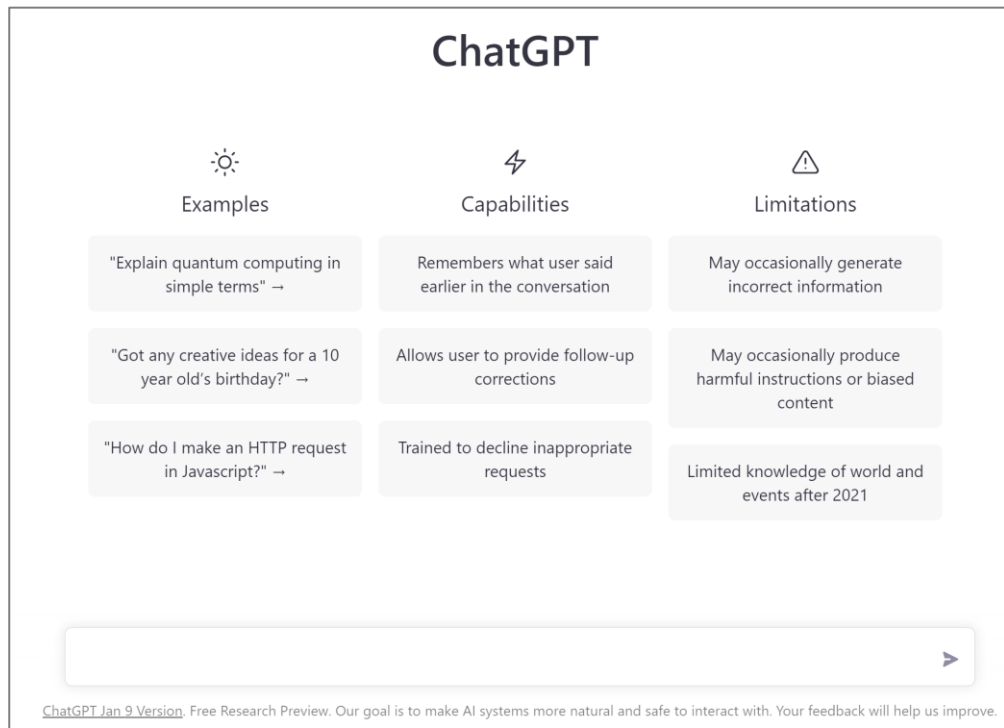 ChatGPT
Examples
"Explain quantum computing in
simple terms" →
"Got any creative ideas for a 10
year old’s birthday?" →
"How do I make an HTTP request
in Javascript?" →
Capabilities
Remembers what user said
earlier in the conversation
Allows user to provide follow-up
corrections
Trained to decline inappropriate
requests
Limitations
May occasionally generate
incorrect information
May occasionally produce
harmful instructions or biased
content
Limited knowledge of world and
events after 2021
ChatGPT Jan 9 Version. Free Research Preview. Our goal is to make AI systems more natural and safe to interact with. Your feedback will help us improve.